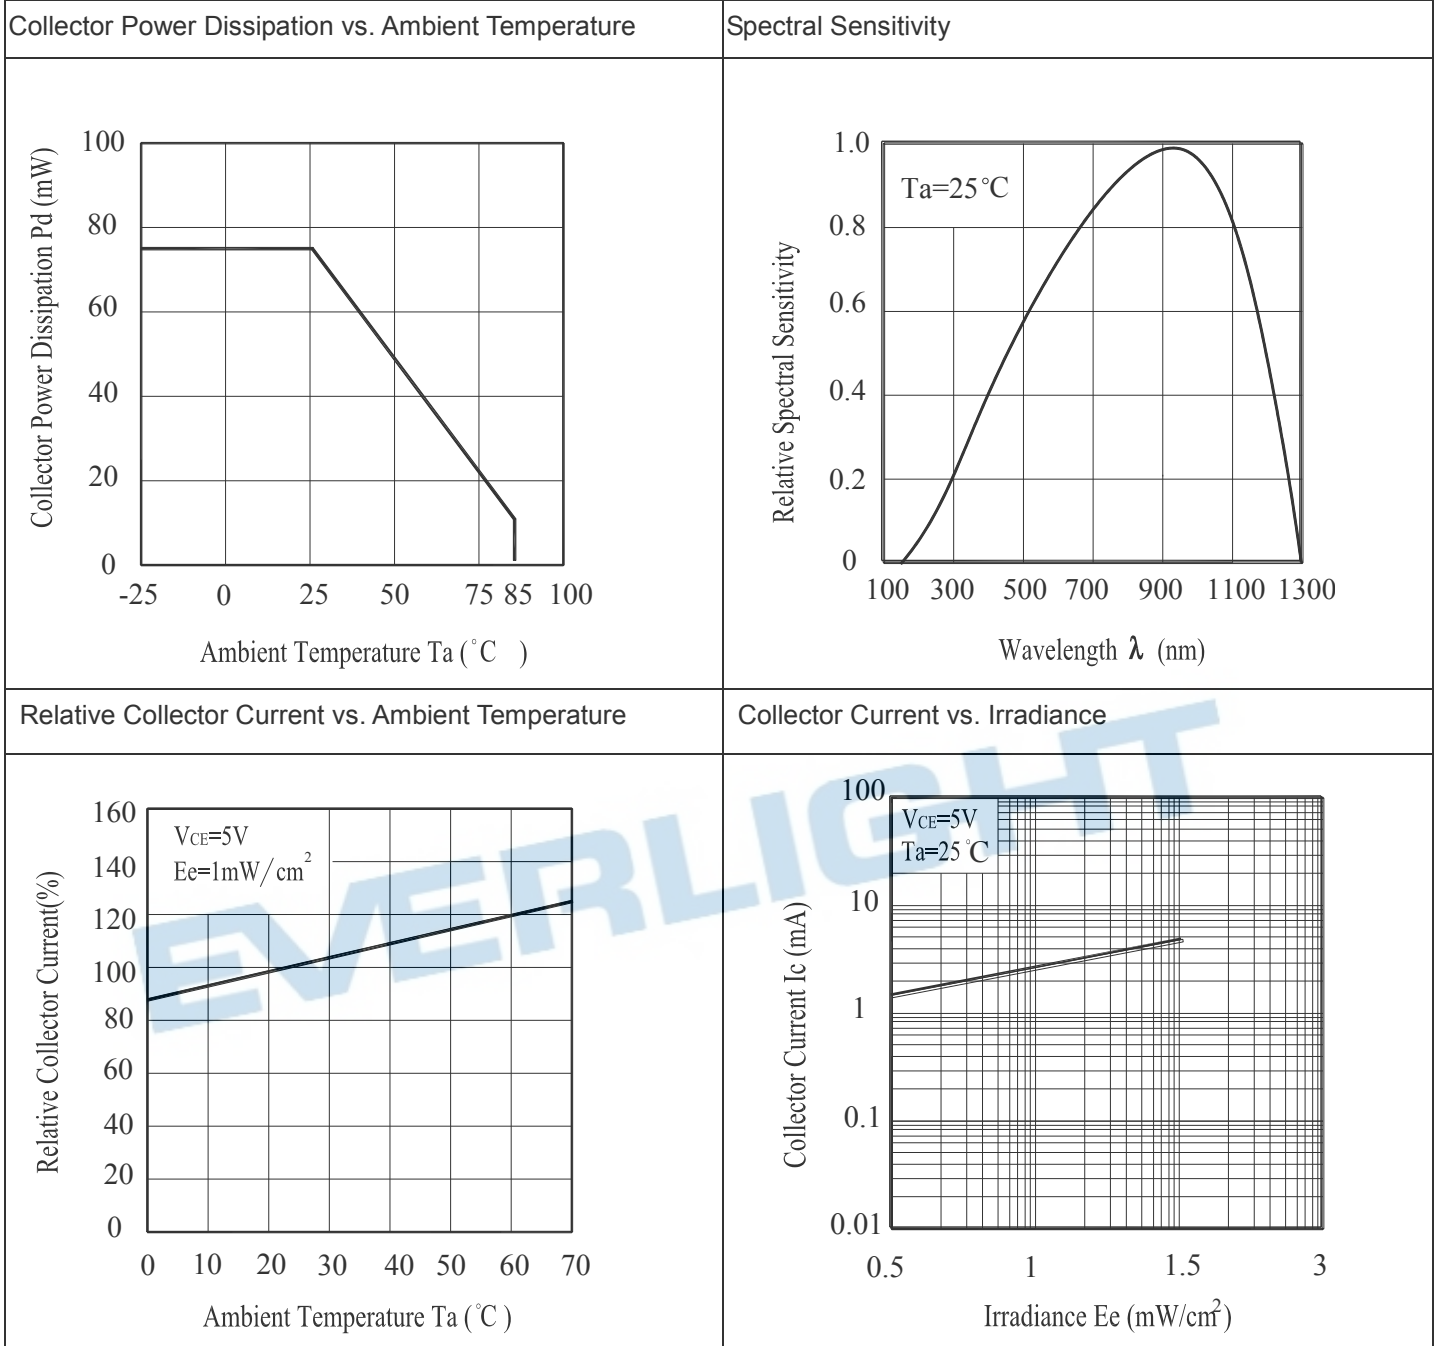 Collector Power Dissipation vs. Ambient Temperature
Spectral Sensitivity
Collector Power Dissipation Pd (mW)
100
80
60
40
20
0
-25 0 25 50 75 85 100
Ambient Temperature Ta (°C )
Relative Spectral Sensitivity
1.0
0.8
0.6
0.4
0.2
0
Ta=25°C
100 300 500 700 900 1100 1300
Wavelength λ (nm)
Relative Collector Current vs. Ambient Temperature
Collector Current vs. Irradiance
EVERLIGHT
Relative Collector Current(%)
160
140
120
100
80
60
40
20
0
VCE=5V
Ee=1mW/cm²
0 10 20 30 40 50 60 70
Ambient Temperature Ta (°C)
Collector Current Ic (mA)
100
10
1
0.1
0.01
VCE=5V
Ta=25°C
0.5 1 1.5 3
Irradiance Ee (mW/cm²)